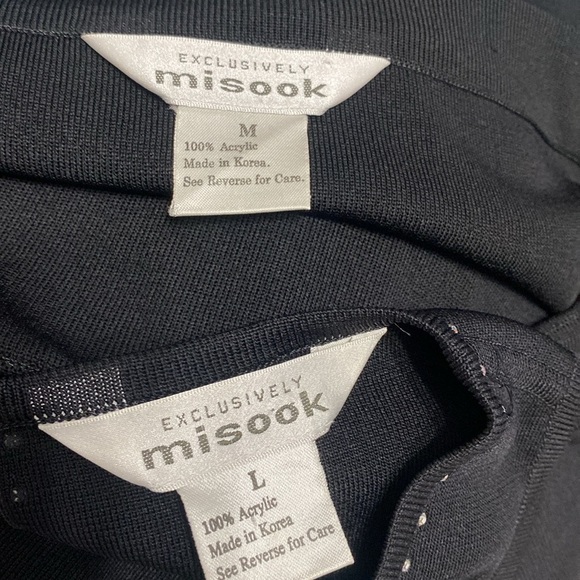 EXCLUSIVELY
misook
M
100% Acrylic
Made in Korea.
See Reverse for Care.
EXCLUSIVELY
misook
L
100% Acrylic
Made in Korea
See Reverse for Care